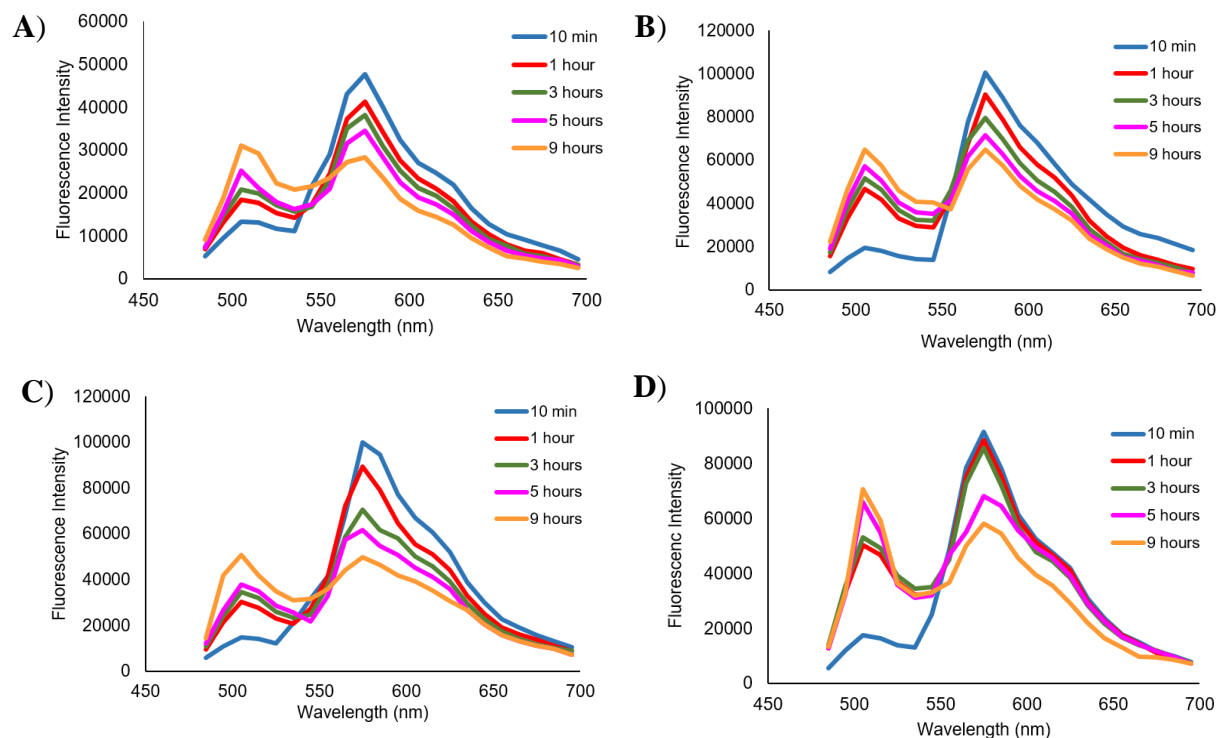 A)
60000
50000
40000
30000
20000
10000
0
450 500 550 600 650 700
Fluorescence Intensity
Wavelength (nm)
10 min
1 hour
3 hours
5 hours
9 hours
B)
120000
100000
80000
60000
40000
20000
0
450 500 550 600 650 700
Fluorescence Intensity
Wavelength (nm)
10 min
1 hour
3 hours
5 hours
9 hours
C)
120000
100000
80000
60000
40000
20000
0
450 500 550 600 650 700
Fluorescence Intensity
Wavelength (nm)
10 min
1 hour
3 hours
5 hours
9 hours
D)
100000
80000
60000
40000
20000
0
450 500 550 600 650 700
Fluorescenc Intensity
Wavelength (nm)
10 min
1 hour
3 hours
5 hours
9 hours